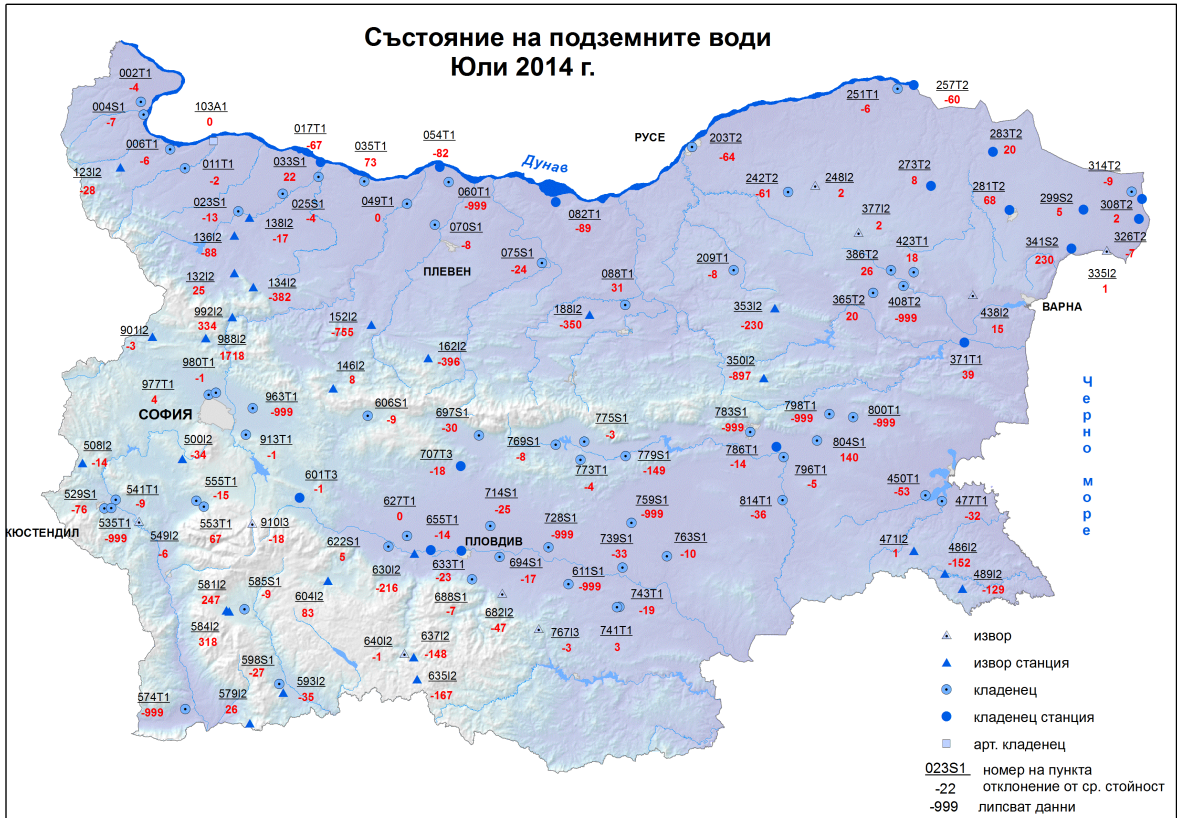 Състояние на подземните води
Юли 2014 г.
002T1
-4
004S1
-7
103A1
0
006T1
-6
011T1
-2
017T1
-67
033S1
22
035T1
73
054T1
-82
Дунав
РУСЕ
203T2
-64
251T1
-6
257T2
-60
283T2
20
273T2
8
314T2
-9
123I2
-28
023S1
-13
025S1
-4
049T1
0
060T1
-999
082T1
-89
242T2
-61
248I2
2
281T2
68
299S2
5
308T2
2
138I2
-17
136I2
-88
070S1
-8
ПЛЕВЕН
075S1
-24
377I2
2
423T1
18
341S2
230
326T2
-7
335I2
1
132I2
25
134I2
-382
088T1
31
209T1
-8
386T2
26
365T2
20
408T2
-999
438I2
15
ВАРНА
992I2
334
152I2
-755
188I2
-350
353I2
-230
901I2
-3
988I2
1718
162I2
-396
350I2
-897
371T1
39
980T1
-1
146I2
8
977T1
4
СОФИЯ
963T1
-999
606S1
-9
697S1
-30
775S1
-3
783S1
-999
798T1
-999
800T1
-999
Черно море
508I2
-14
500I2
-34
913T1
-1
707T3
-18
769S1
-8
773T1
-4
779S1
-149
786T1
-14
804S1
140
796T1
-5
601T3
-1
529S1
-76
541T1
-9
555T1
-15
627T1
0
714S1
-25
759S1
-999
814T1
-36
450T1
-53
477T1
-32
КЮСТЕНДИЛ
535T1
-999
549I2
-6
553T1
67
910I3
-18
622S1
5
655T1
-14
ПЛОВДИВ
728S1
-999
739S1
-33
763S1
-10
471I2
1
486I2
-152
489I2
-129
581I2
247
585S1
-9
604I2
83
630I2
-216
633T1
-23
694S1
-17
611S1
-999
688S1
-7
682I2
-47
743T1
-19
741T1
3
584I2
318
640I2
-1
637I2
-148
767I3
-3
598S1
-27
593I2
-35
635I2
-167
574T1
-999
579I2
26
извор
извор станция
кладенец
кладенец станция
арт. кладенец
023S1 номер на пункта
-22 отклонение от ср. стойност
-999 липсват данни